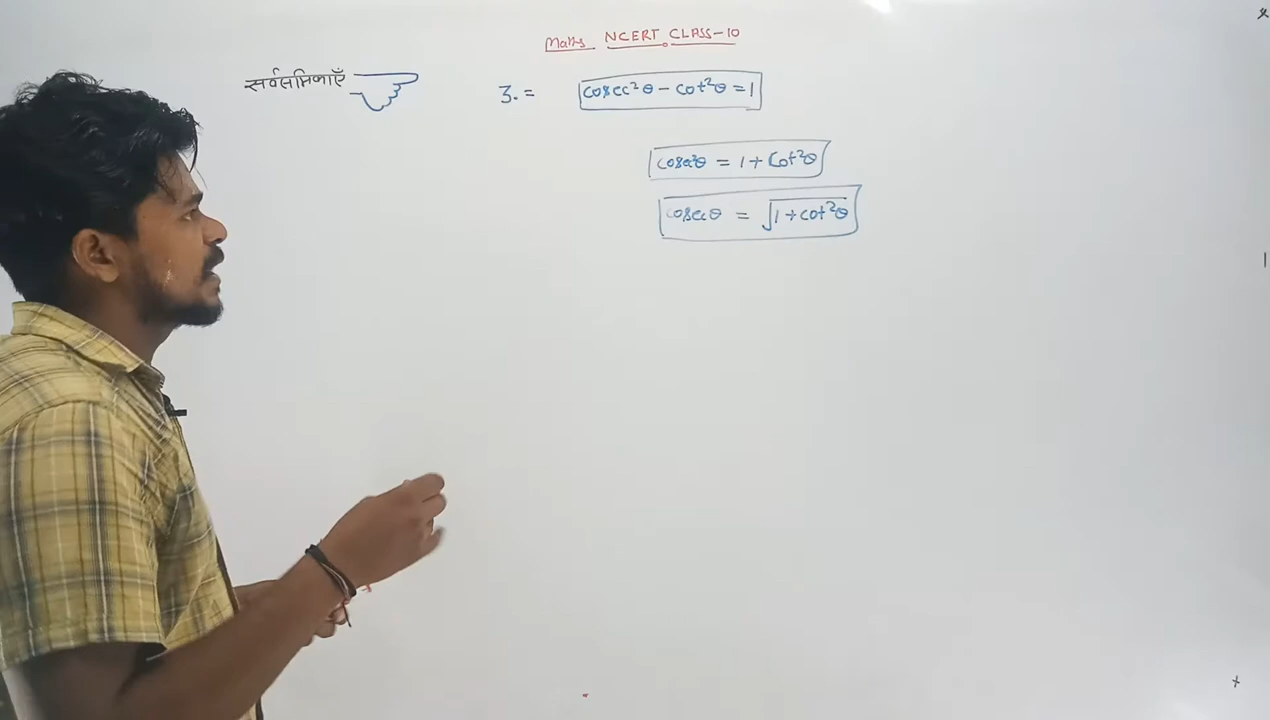 Maths NCERT CLASS-10
सर्वसमिकाएँ 3. = cosec²θ - cot²θ = 1
cosec²θ = 1 + cot²θ
cosecθ = √1 + cot²θ